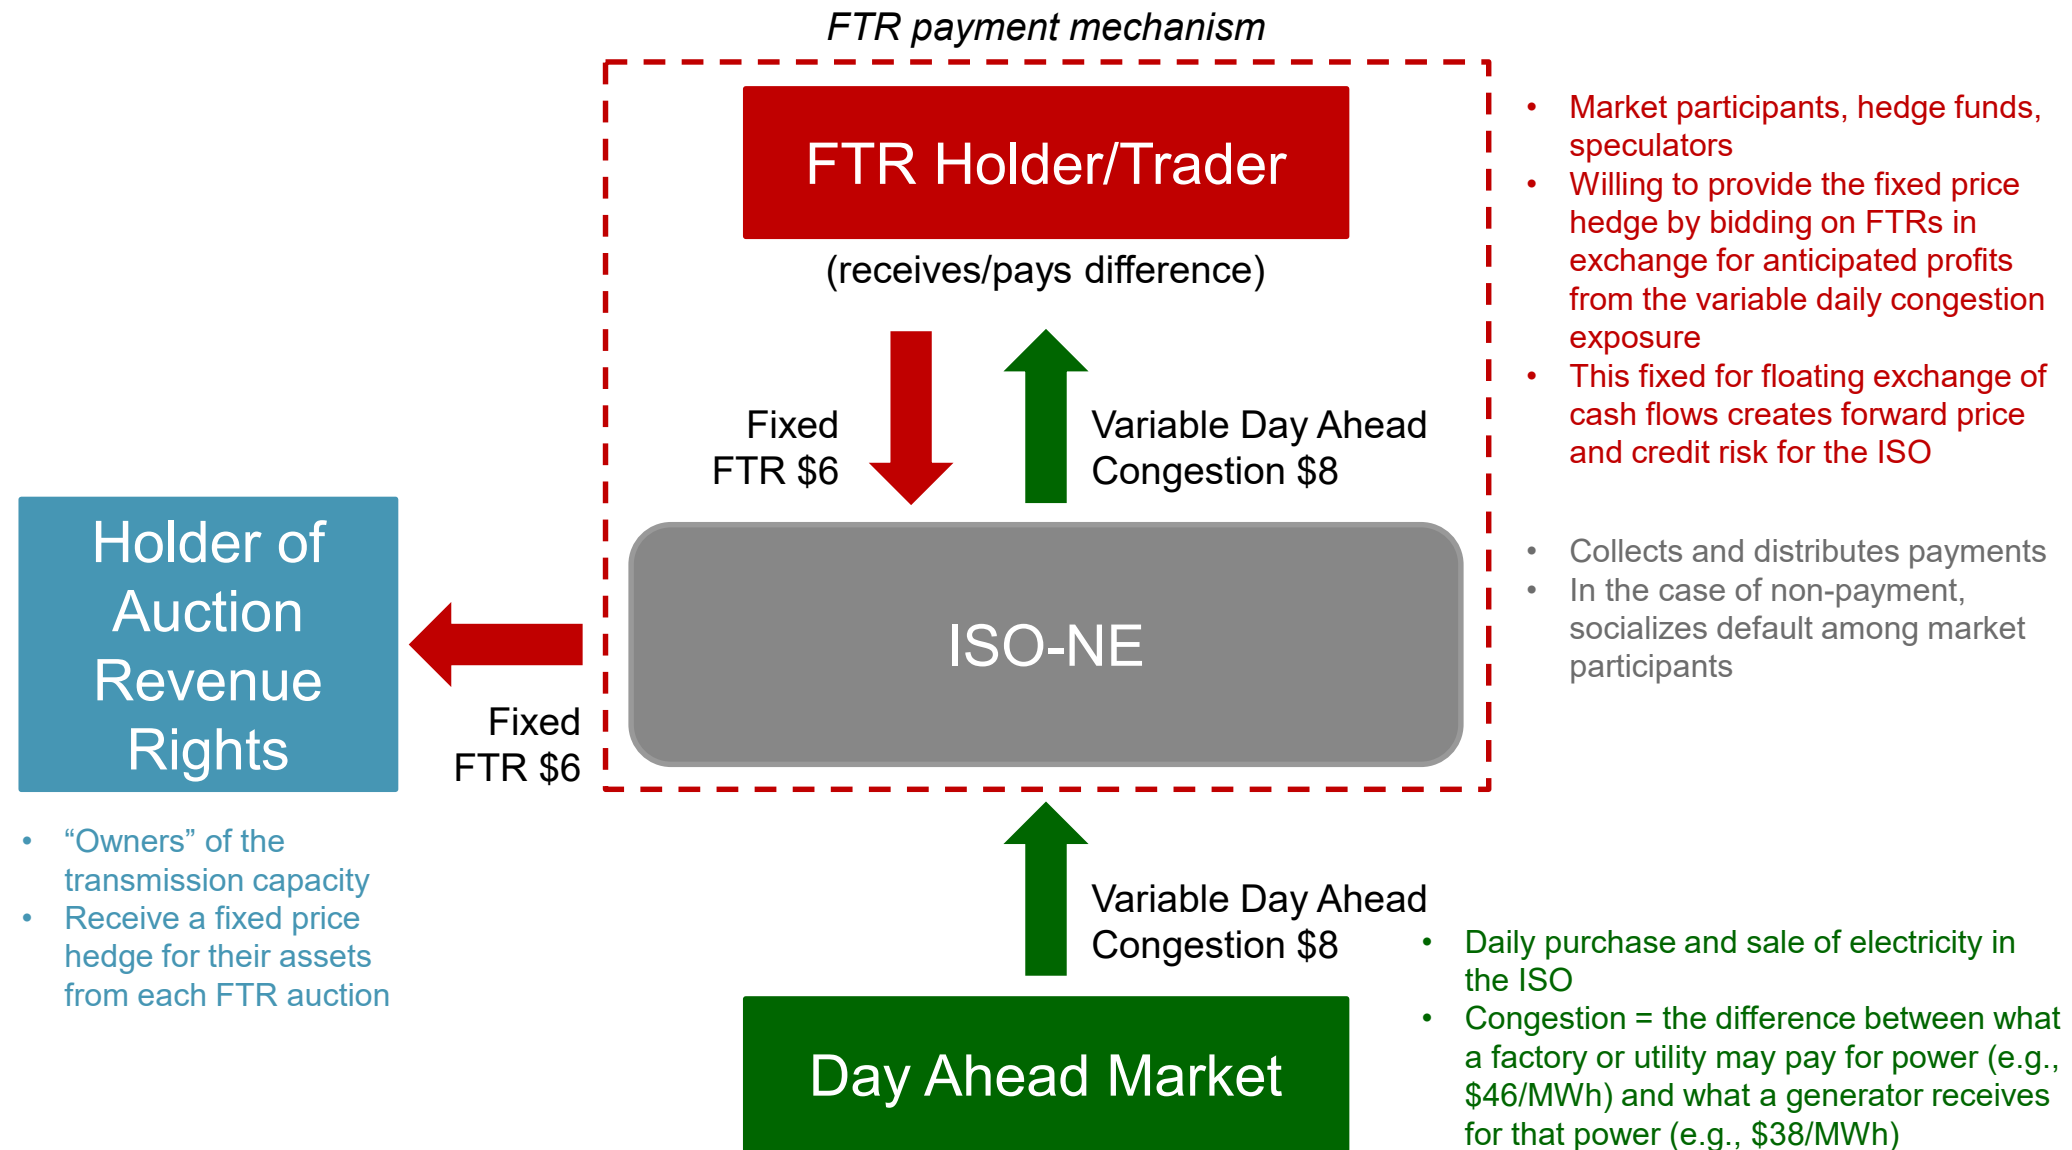 FTR payment mechanism
FTR Holder/Trader
(receives/pays difference)
Fixed
FTR $6
Variable Day Ahead
Congestion $8
• Market participants, hedge funds,
speculators
• Willing to provide the fixed price
hedge by bidding on FTRs in
exchange for anticipated profits
from the variable daily congestion
exposure
• This fixed for floating exchange of
cash flows creates forward price
and credit risk for the ISO
Holder of
Auction
Revenue
Rights
Fixed
FTR $6
ISO-NE
• Collects and distributes payments
• In the case of non-payment,
socializes default among market
participants
• “Owners” of the
transmission capacity
• Receive a fixed price
hedge for their assets
from each FTR auction
Variable Day Ahead
Congestion $8
Day Ahead Market
• Daily purchase and sale of electricity in
the ISO
• Congestion = the difference between what
a factory or utility may pay for power (e.g.,
$46/MWh) and what a generator receives
for that power (e.g., $38/MWh)